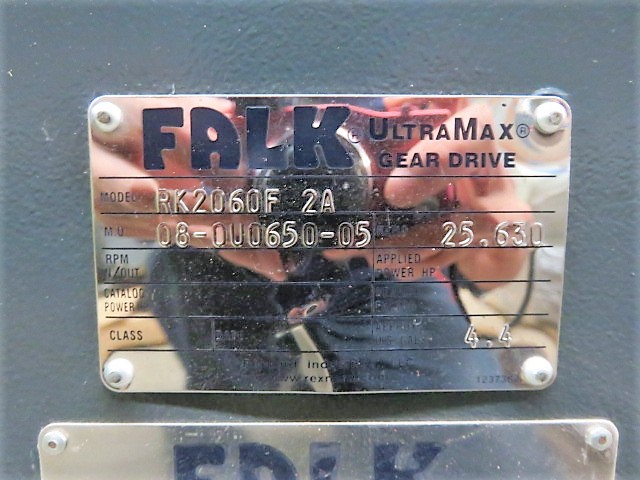 FALK® ULTRAMAX®
GEAR DRIVE
MODEL RK2060F 2A
M.O. 08-0U0650-05 25.630
RPM IN/OUT APPLIED POWER HP
CATALOG POWER
CLASS 4.4
FALK